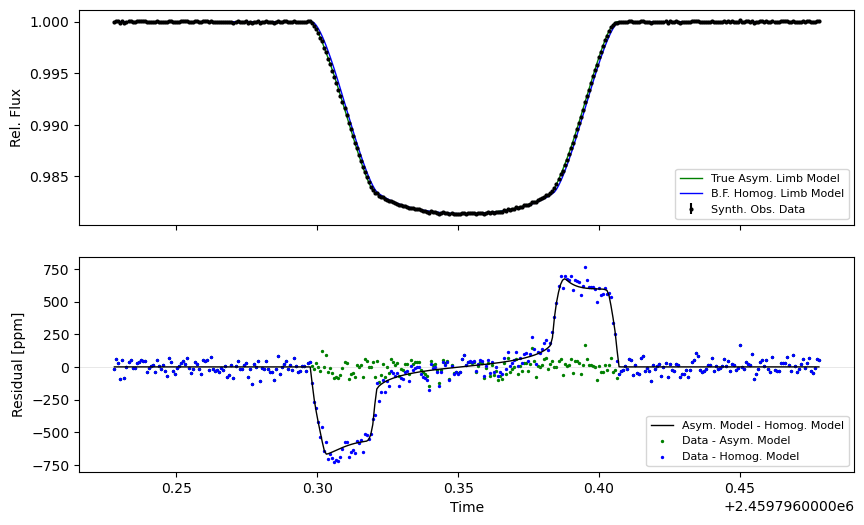 1.000
0.995
0.990
0.985
Rel. Flux
True Asym. Limb Model
B.F. Homog. Limb Model
Synth. Obs. Data
750
500
250
0
−250
−500
−750
Residual [ppm]
Asym. Model - Homog. Model
Data - Asym. Model
Data - Homog. Model
0.25 0.30 0.35 0.40 0.45
Time
+2.4597960000e6